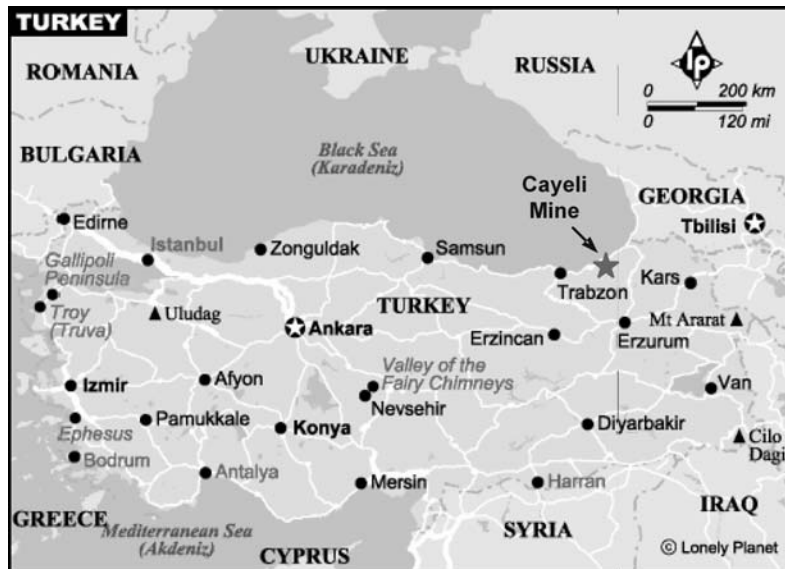 TURKEY
ROMANIA
UKRAINE
RUSSIA
lp
0 200 km
0 120 mi
BULGARIA
Black Sea
(Karadeniz)
Cayeli
Mine
GEORGIA
Tbilisi
Edirne
Istanbul
Zonguldak
Samsun
Gallipoli
Peninsula
Troy
(Truva)
Uludag
TURKEY
Trabzon
Kars
Ankara
Erzincan
Erzurum
Mt Ararat
Izmir
Afyon
Valley of the
Fairy Chimneys
Nevsehir
Van
Ephesus
Pamukkale
Konya
Diyarbakir
Cilo
Dagi
Bodrum
Antalya
Mersin
Harran
GREECE
Mediterranean Sea
(Akdeniz)
CYPRUS
SYRIA
IRAQ
© Lonely Planet